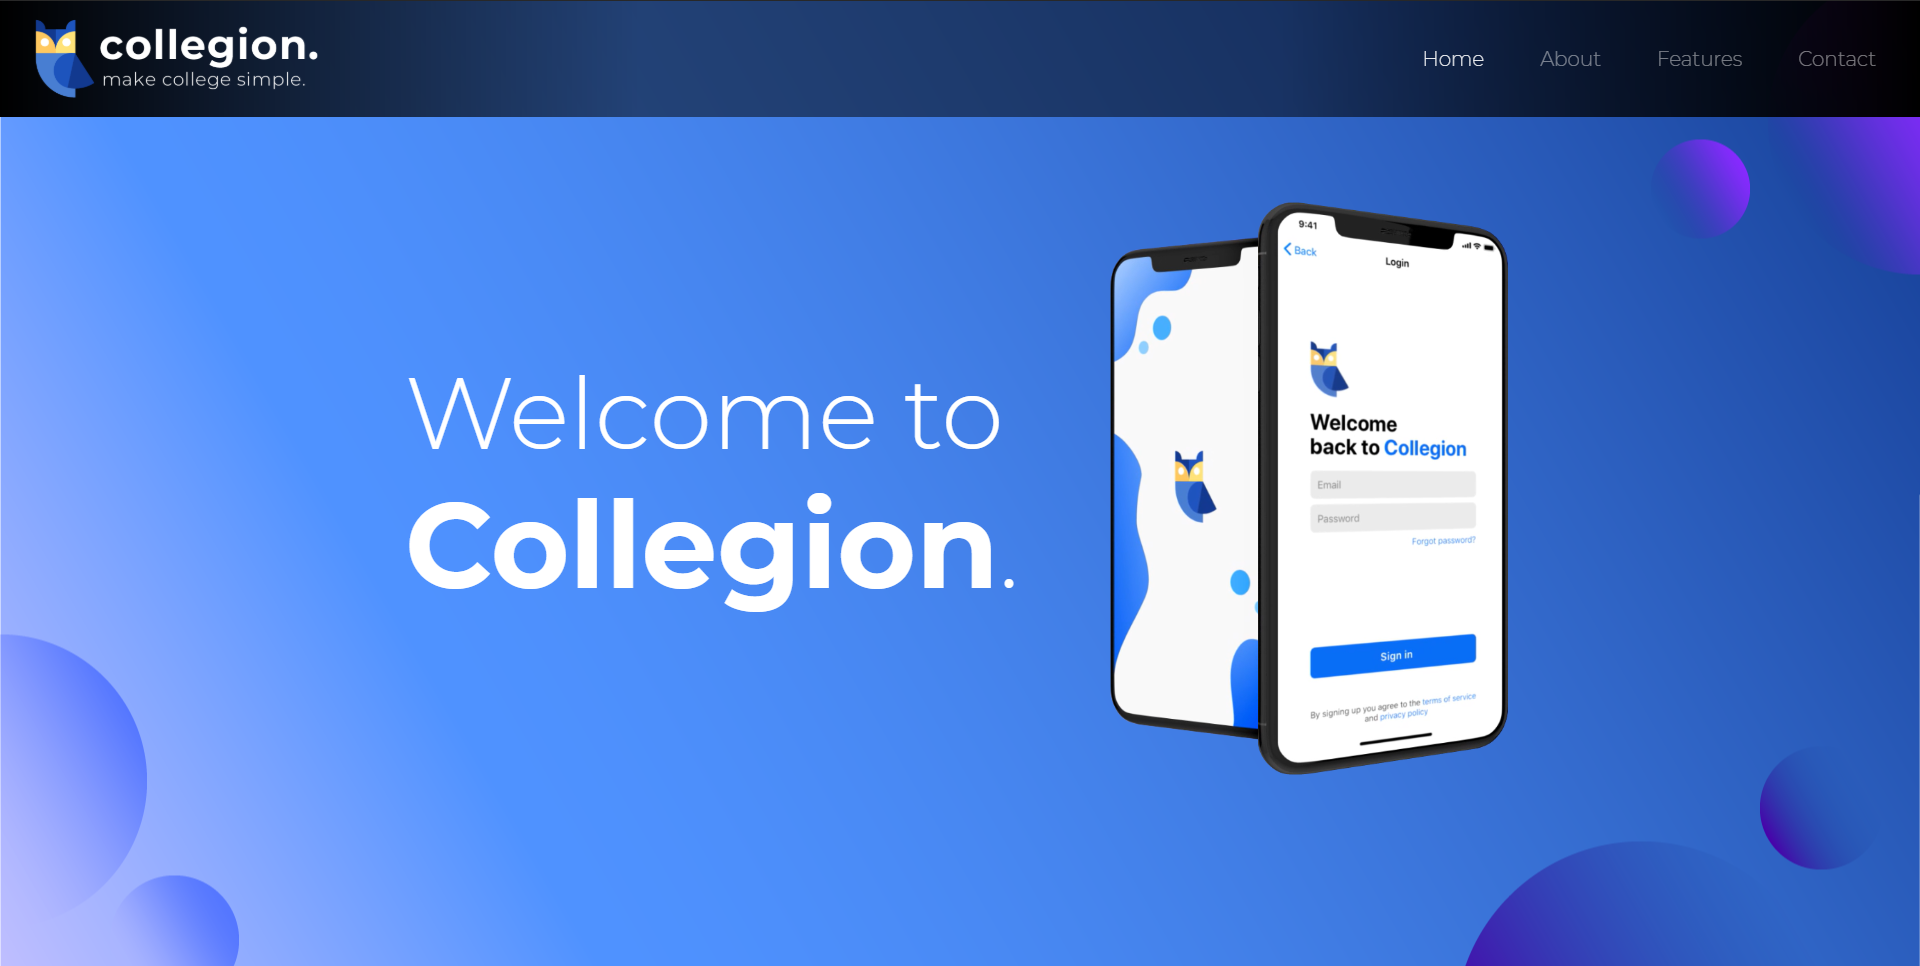 collegion.
make college simple.
Home About Features Contact
Welcome to
Collegion.
9:41
Back
Login
Welcome
back to Collegion
Email
Password
Forgot password?
Sign in
By signing up you agree to the terms of service
and privacy policy